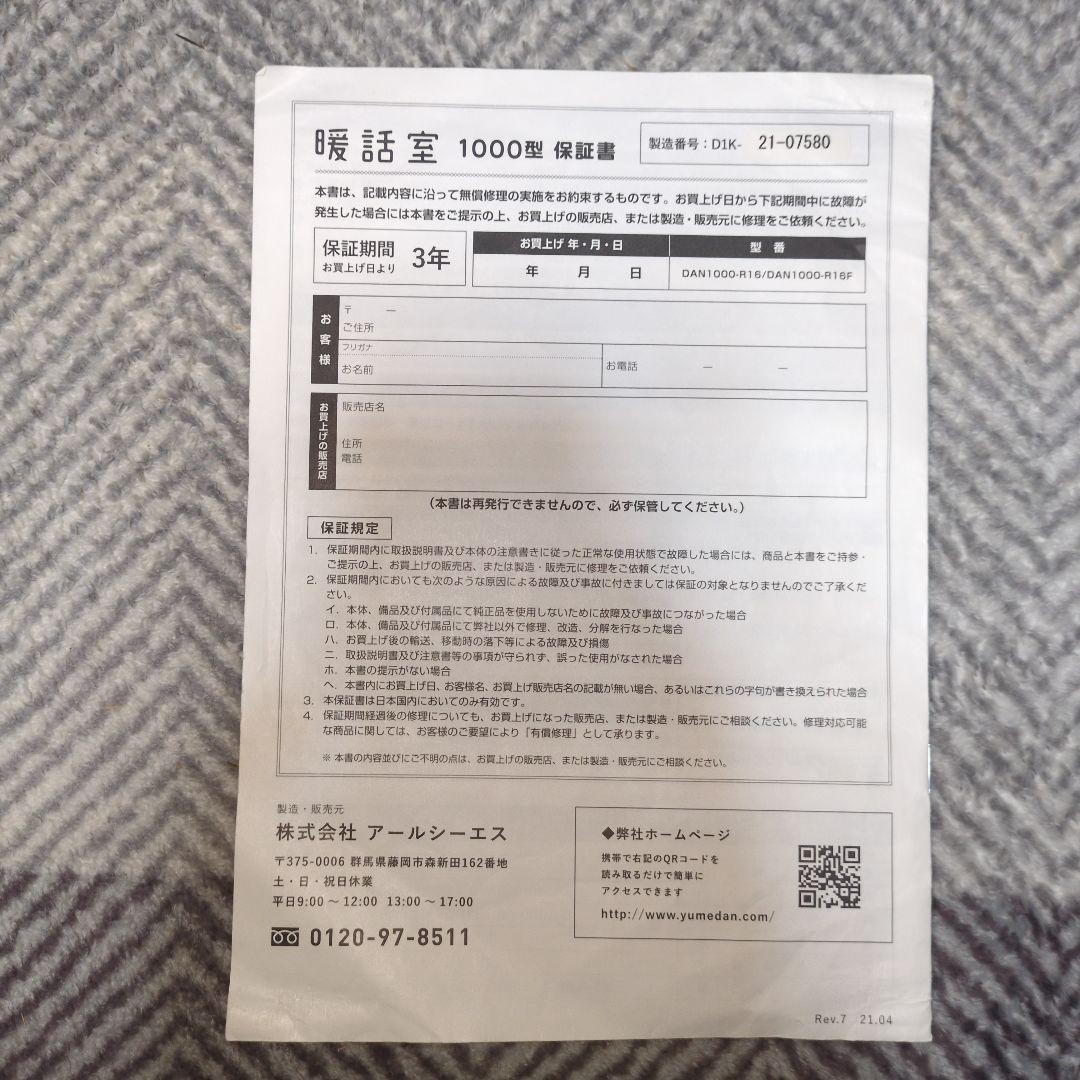 暖話室 1000型 保証書
製造番号：D1K- 21-07580
本書は、記載内容に沿って無償修理の実施をお約束するものです。お買上げ日から下記期間中に故障が
発生した場合には本書をご提示の上、お買上げの販売店、または製造・販売元に修理をご依頼ください。
保証期間
お買上げ日より
3年
お買上げ 年・月・日
型 番
年 月 日
DAN1000-R16/DAN1000-R16F
お客様
〒 －
ご住所
フリガナ
お名前
お電話 － －
お買上げの販売店
販売店名
住所
電話
（本書は再発行できませんので、必ず保管してください。）
保証規定
1. 保証期間内に取扱説明書及び本体の注意書きに従った正常な使用状態で故障した場合には、商品と本書をご持参・
ご提示の上、お買上げの販売店、または製造・販売元に修理をご依頼ください。
2. 保証期間内においても次のような原因による故障及び事故に付きましては保証の対象となりませんのでご了承くだ
さい。
イ．本体、備品及び付属品にて純正品を使用しないために故障及び事故につながった場合
ロ．本体、備品及び付属品にて弊社以外で修理、改造、分解を行なった場合
ハ．お買上げ後の輸送、移動時の落下等による故障及び損傷
ニ．取扱説明書及び注意書等の事項が守られず、誤った使用がなされた場合
ホ．本書の提示がない場合
ヘ．本書内にお買上げ日、お客様名、お買上げ販売店名の記載が無い場合、あるいはこれらの字句が書き換えられた場合
3. 本保証書は日本国内においてのみ有効です。
4. 保証期間経過後の修理についても、お買上げになった販売店、または製造・販売元にご相談ください。修理対応可能
な商品に関しては、お客様のご要望により「有償修理」として承ります。
※ 本書の内容並びにご不明の点は、お買上げの販売店、または製造・販売元にご相談ください。
製造・販売元
株式会社 アールシーエス
〒375-0006 群馬県藤岡市森新田162番地
土・日・祝日休業
平日9:00 ～ 12:00 13:00 ～ 17:00
0120-97-8511
◆弊社ホームページ
携帯で右記のQRコードを
読み取るだけで簡単に
アクセスできます
http://www.yumedan.com/
Rev.7 21.04